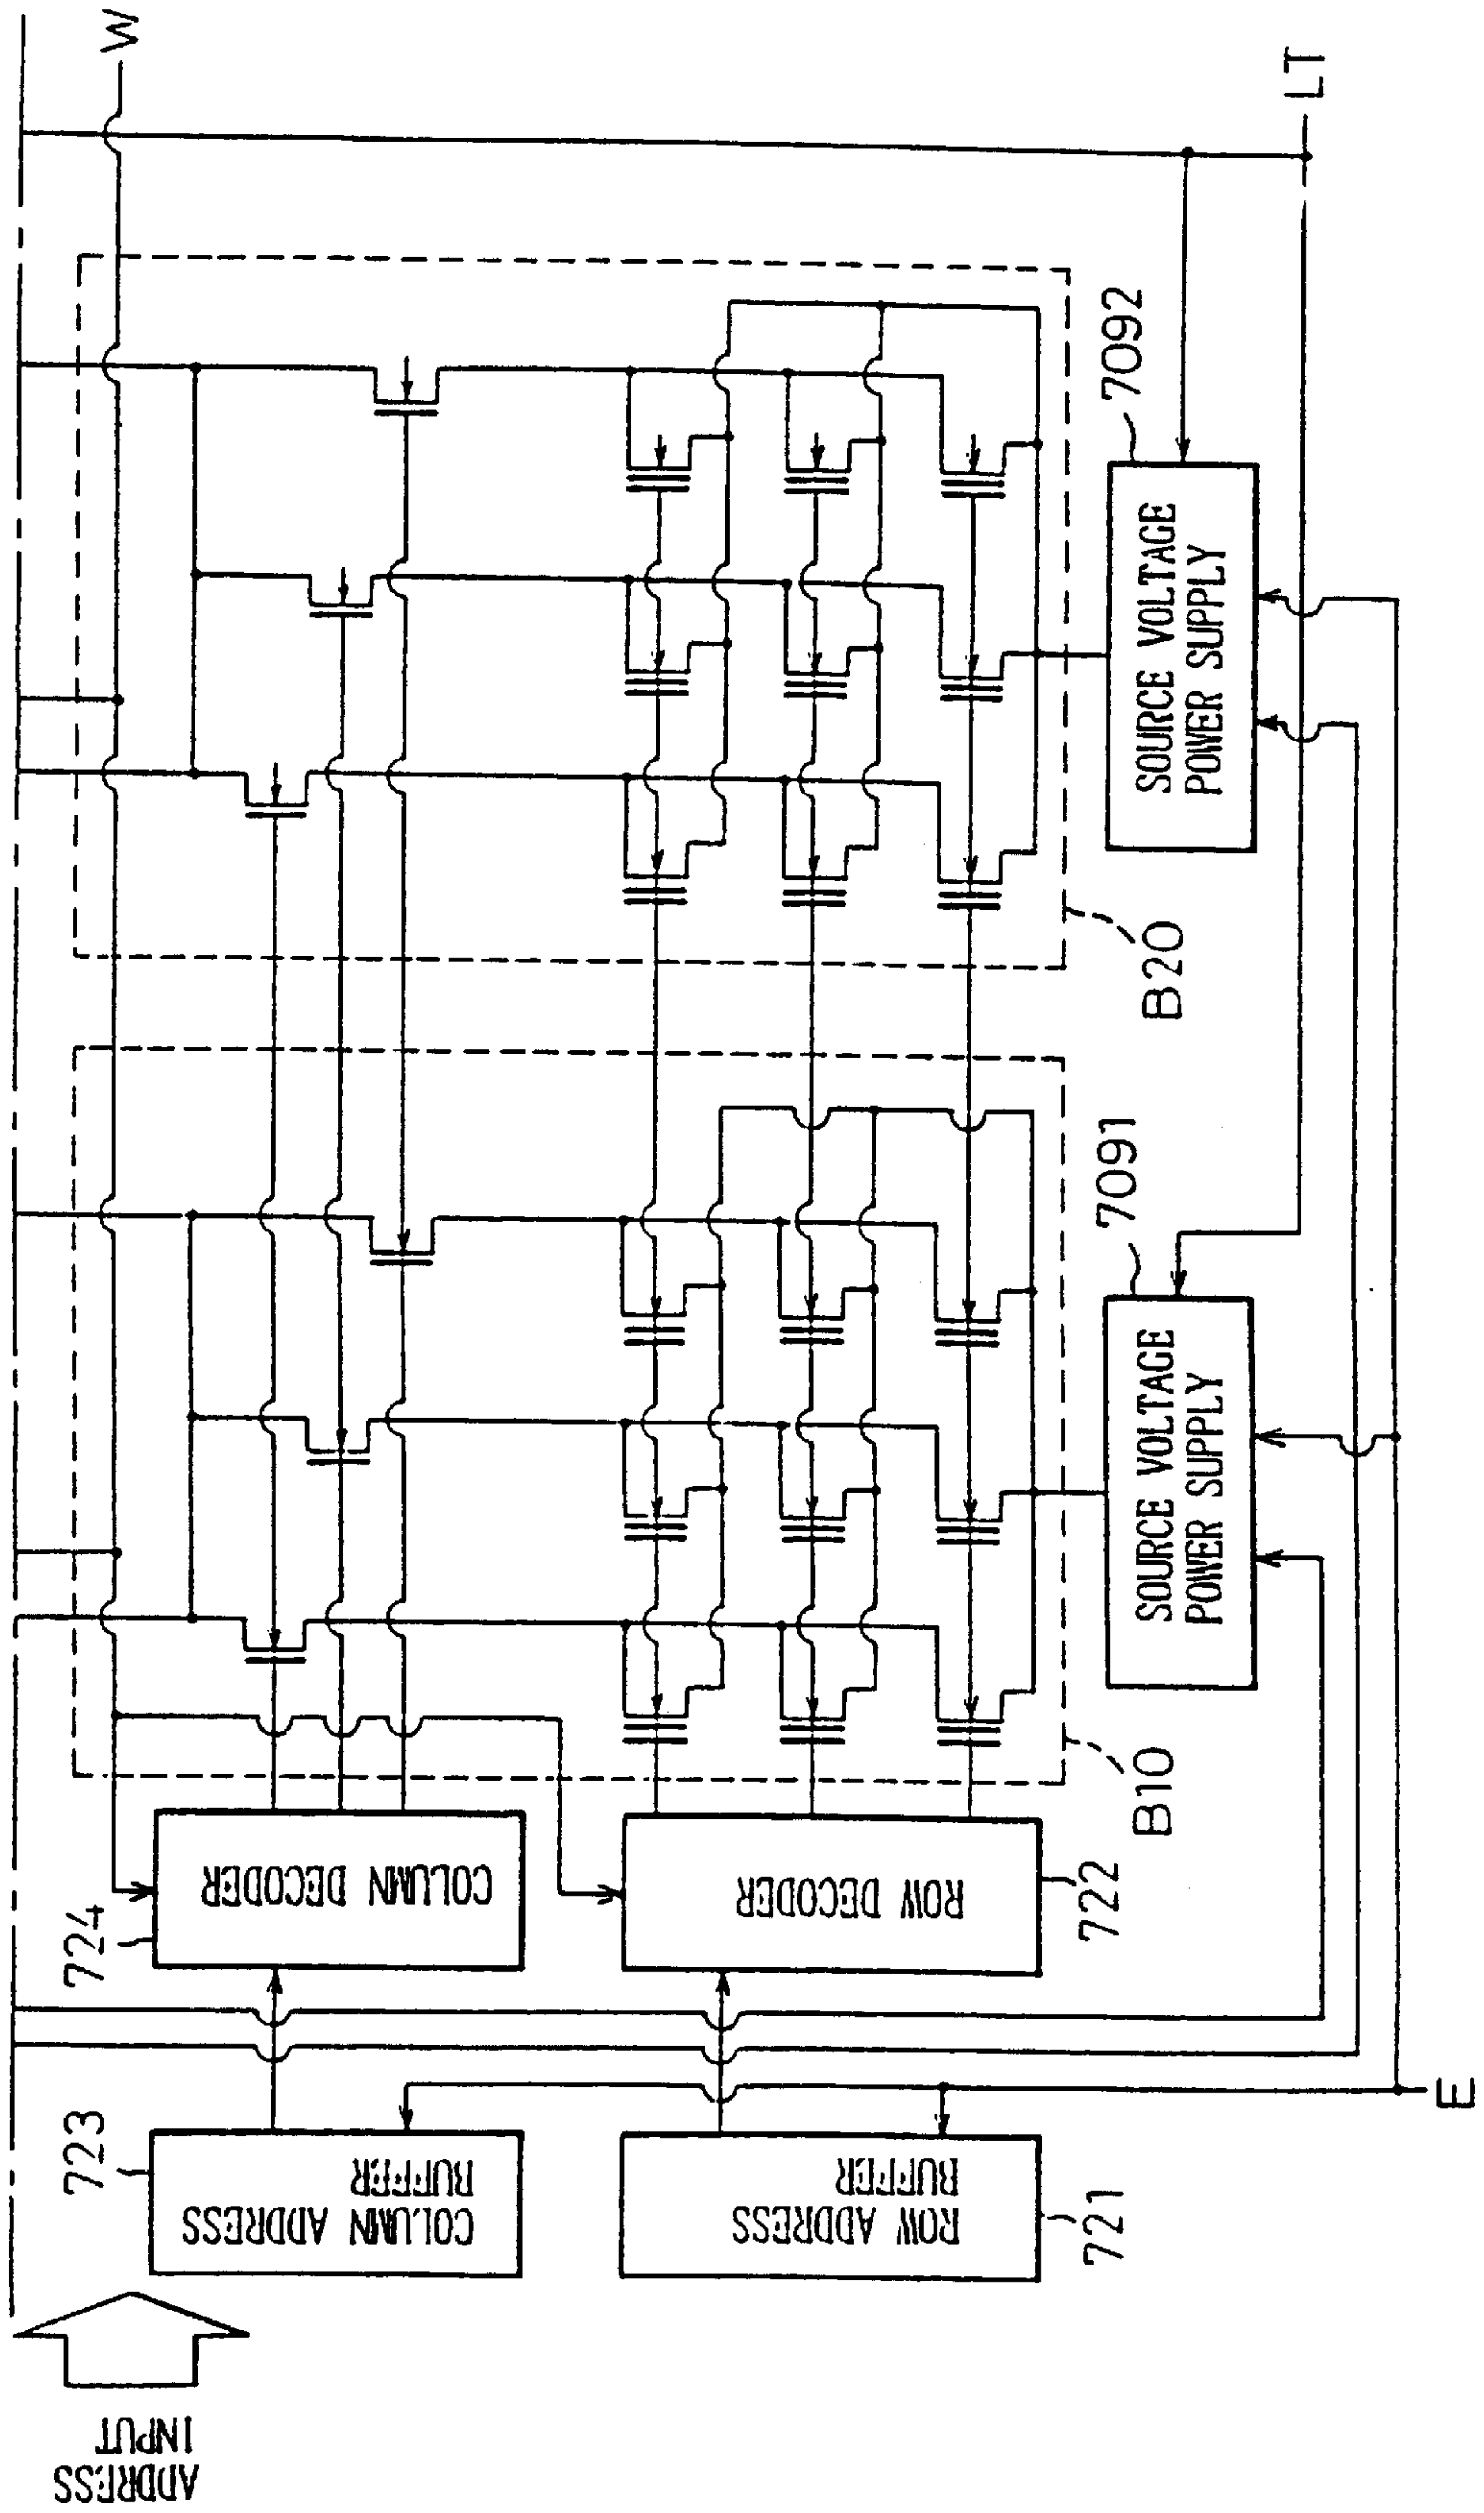 W
LT
7092
SOURCE VOLTAGE
POWER SUPPLY
B20
7091
SOURCE VOLTAGE
POWER SUPPLY
B10
COLUMN DECODER
724
ROW DECODER
722
COLUMN ADDRESS
BUFFER
723
ROW ADDRESS
BUFFER
721
ADDRESS
INPUT
E